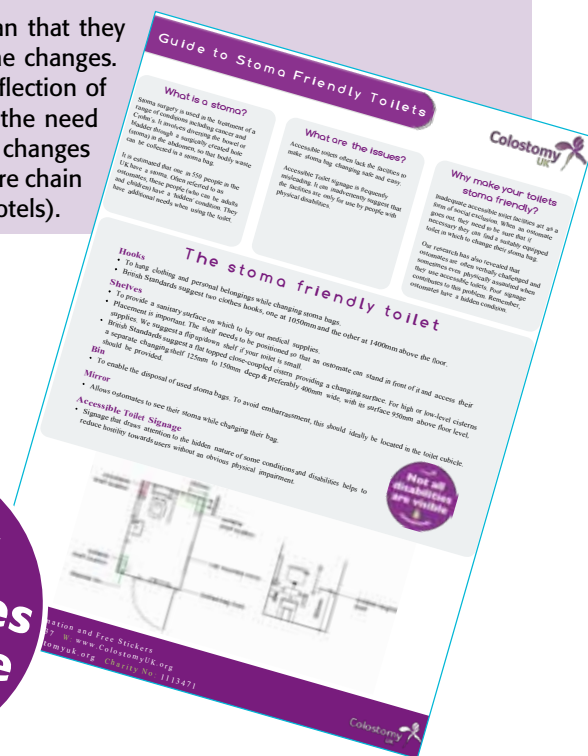 an that they
e changes.
flection of
the need
changes
re chain
otels).
Guide to Stoma Friendly Toilets
Colostomy
UK
What is a stoma?
Stoma surgery is used in the treatment of a
range of conditions including cancer and
Crohn's. It involves diverting the bowel or
bladder through a surgically created hole
(stoma) in the abdomen, so that bodily waste
can be collected in a stoma bag.
It is estimated that one in 550 people in the
UK have a stoma. Often referred to as
ostomates, these people (who can be adults
and children) have a 'hidden' condition. They
have additional needs when using the toilet.
What are the issues?
Accessible toilets often lack the facilities to
make stoma bag changing safe and easy.
Accessible Toilet signage is frequently
misleading. It can inadvertently suggest that
the facilities are only for use by people with
physical disabilities.
Why make your toilets
stoma friendly?
Inadequate accessible toilet facilities act as a
form of social exclusion. When an ostomate
goes out, they need to be sure that if
necessary they can find a suitably equipped
toilet in which to change their stoma bag.
Our research has also revealed that
ostomates are often verbally challenged and
sometimes even physically assaulted when
they use accessible toilets. Poor signage
contributes to this problem. Remember,
ostomates have a hidden condition.
The stoma friendly toilet
Hooks
• To hang clothing and personal belongings while changing stoma bags.
• British Standards suggest two clothes hooks, one at 1050mm and the other at 1400mm above the floor.
Shelves
• To provide a sanitary surface on which to lay out medical supplies.
• Placement is important. The shelf needs to be positioned so that an ostomate can stand in front of it and access their
supplies. We suggest a flip up/down shelf if your toilet is small.
• British Standards suggest a flat topped close-coupled cistern providing a changing surface. For high or low-level cisterns
a separate changing shelf 125mm to 150mm deep & preferably 400mm wide, with its surface 950mm above floor level,
should be provided.
Bin
• To enable the disposal of used stoma bags. To avoid embarrassment, this should ideally be located in the toilet cubicle.
Mirror
• Allows ostomates to see their stoma while changing their bag.
Accessible Toilet Signage
• Signage that draws attention to the hidden nature of some conditions and disabilities helps to
reduce hostility towards users without an obvious physical impairment.
Not all
disabilities
are visible
es
e
mation and Free Stickers
37 W: www.ColostomyUK.org
tomyuk.org Charity No: 1113471
Colostomy
UK